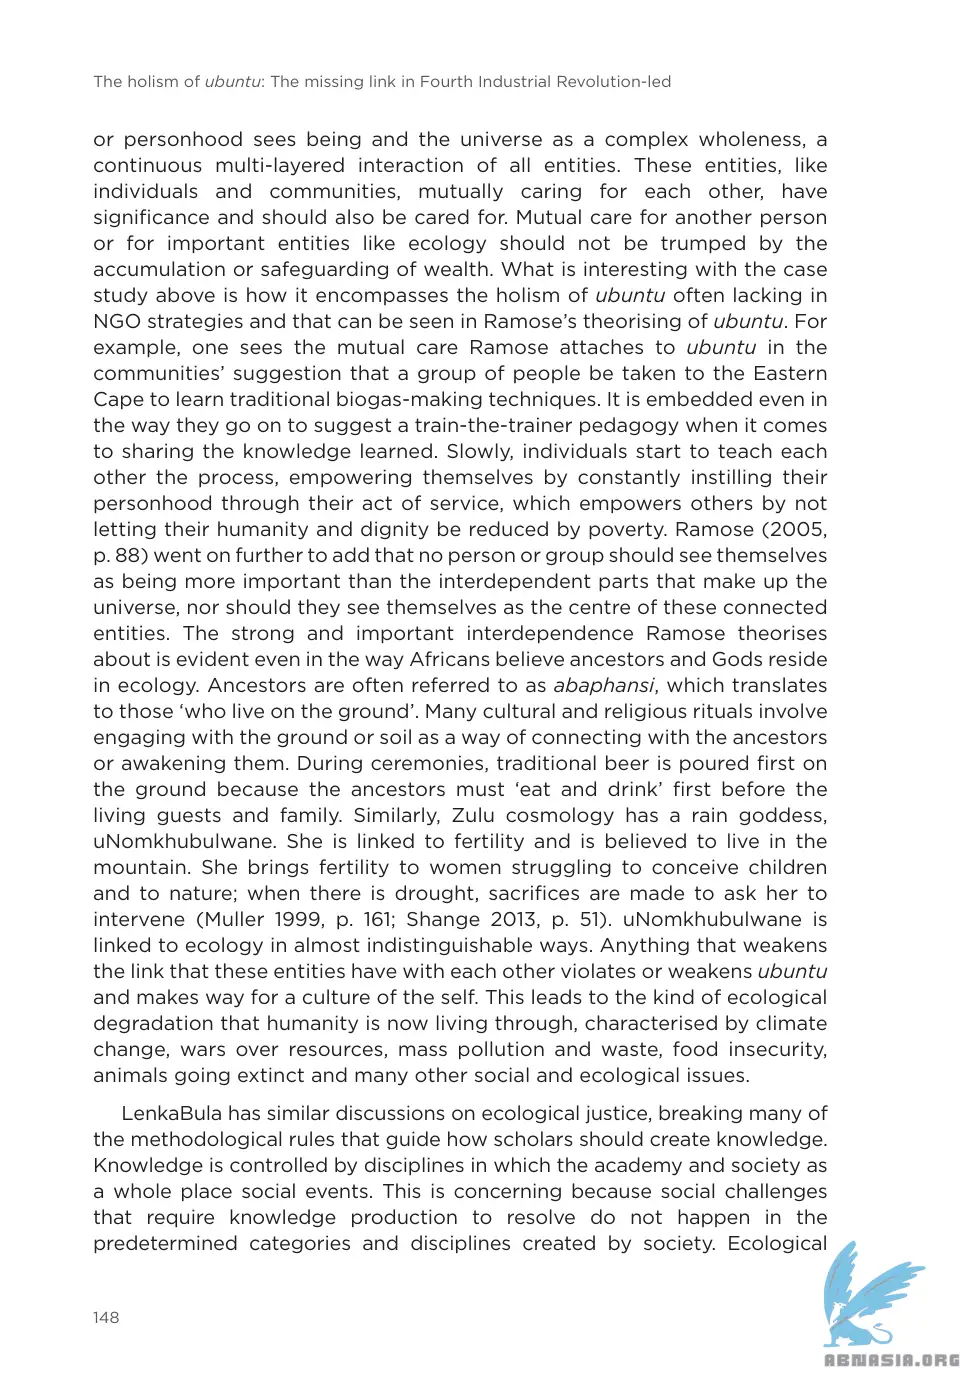 The holism of ubuntu: The missing link in Fourth Industrial Revolution-led
or personhood sees being and the universe as a complex wholeness, a
continuous multi-layered interaction of all entities. These entities, like
individuals and communities, mutually caring for each other, have
significance and should also be cared for. Mutual care for another person
or for important entities like ecology should not be trumped by the
accumulation or safeguarding of wealth. What is interesting with the case
study above is how it encompasses the holism of ubuntu often lacking in
NGO strategies and that can be seen in Ramose’s theorising of ubuntu. For
example, one sees the mutual care Ramose attaches to ubuntu in the
communities’ suggestion that a group of people be taken to the Eastern
Cape to learn traditional biogas-making techniques. It is embedded even in
the way they go on to suggest a train-the-trainer pedagogy when it comes
to sharing the knowledge learned. Slowly, individuals start to teach each
other the process, empowering themselves by constantly instilling their
personhood through their act of service, which empowers others by not
letting their humanity and dignity be reduced by poverty. Ramose (2005,
p. 88) went on further to add that no person or group should see themselves
as being more important than the interdependent parts that make up the
universe, nor should they see themselves as the centre of these connected
entities. The strong and important interdependence Ramose theorises
about is evident even in the way Africans believe ancestors and Gods reside
in ecology. Ancestors are often referred to as abaphansi, which translates
to those ‘who live on the ground’. Many cultural and religious rituals involve
engaging with the ground or soil as a way of connecting with the ancestors
or awakening them. During ceremonies, traditional beer is poured first on
the ground because the ancestors must ‘eat and drink’ first before the
living guests and family. Similarly, Zulu cosmology has a rain goddess,
uNomkhubulwane. She is linked to fertility and is believed to live in the
mountain. She brings fertility to women struggling to conceive children
and to nature; when there is drought, sacrifices are made to ask her to
intervene (Muller 1999, p. 161; Shange 2013, p. 51). uNomkhubulwane is
linked to ecology in almost indistinguishable ways. Anything that weakens
the link that these entities have with each other violates or weakens ubuntu
and makes way for a culture of the self. This leads to the kind of ecological
degradation that humanity is now living through, characterised by climate
change, wars over resources, mass pollution and waste, food insecurity,
animals going extinct and many other social and ecological issues.
LenkaBula has similar discussions on ecological justice, breaking many of
the methodological rules that guide how scholars should create knowledge.
Knowledge is controlled by disciplines in which the academy and society as
a whole place social events. This is concerning because social challenges
that require knowledge production to resolve do not happen in the
predetermined categories and disciplines created by society. Ecological
148
ABNASIA.ORG